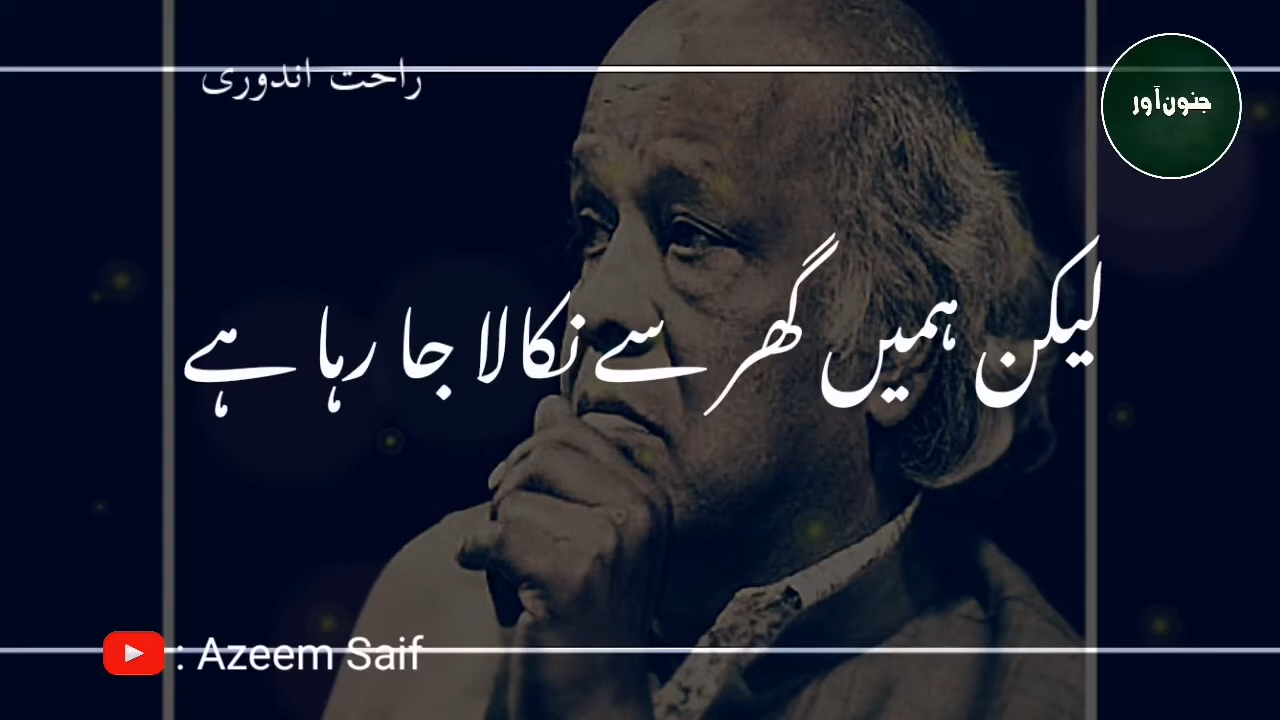 راحت اندوری
جنون آور
لیکن ہمیں گھر سے نکالا جا رہا ہے
: Azeem Saif